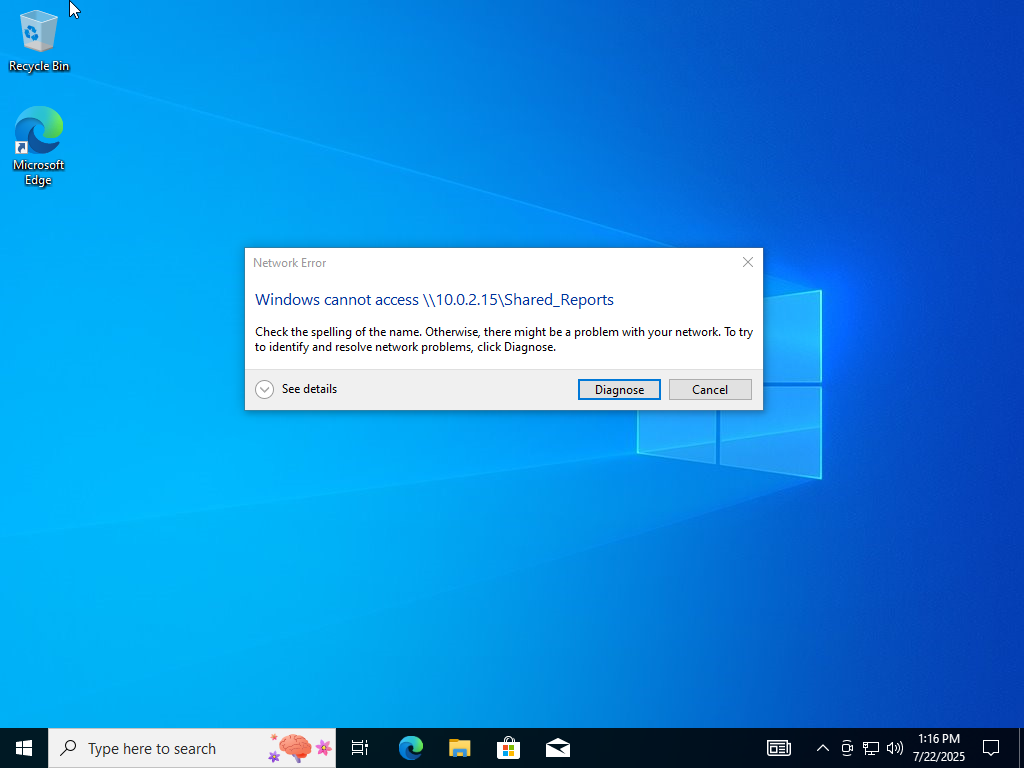 Recycle Bin
Microsoft
Edge
Network Error
Windows cannot access \\10.0.2.15\Shared_Reports
Check the spelling of the name. Otherwise, there might be a problem with your network. To try
to identify and resolve network problems, click Diagnose.
See details
Diagnose
Cancel
Type here to search
1:16 PM
7/22/2025